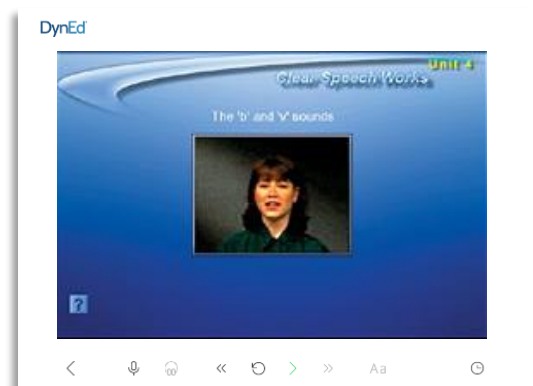 DynEd
Unit 4
Clear Speech Works
The 'b' and 'v' sounds
?
Aa